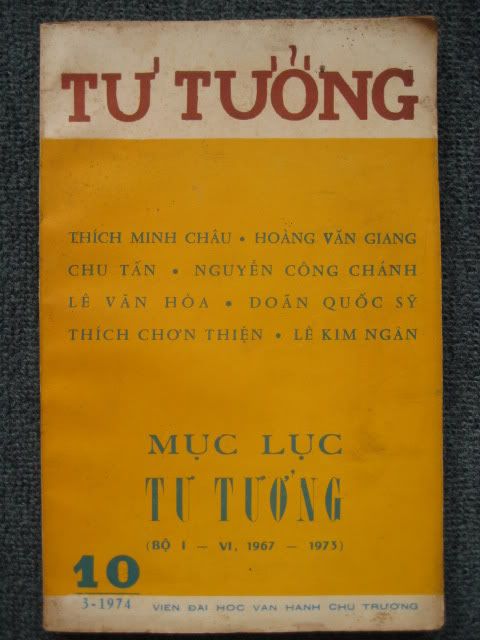 TƯ TƯỞNG
THÍCH MINH CHÂU • HOÀNG VĂN GIANG
CHU TẤN • NGUYỄN CÔNG CHÁNH
LÊ VĂN HÒA • DOÃN QUỐC SỸ
THÍCH CHƠN THIỆN • LÊ KIM NGÂN
MỤC LỤC
TƯ TƯỞNG
(BỘ I – VI, 1967 – 1973)
10
3-1974 VIỆN ĐẠI HỌC VẠN HẠNH CHỦ TRƯƠNG